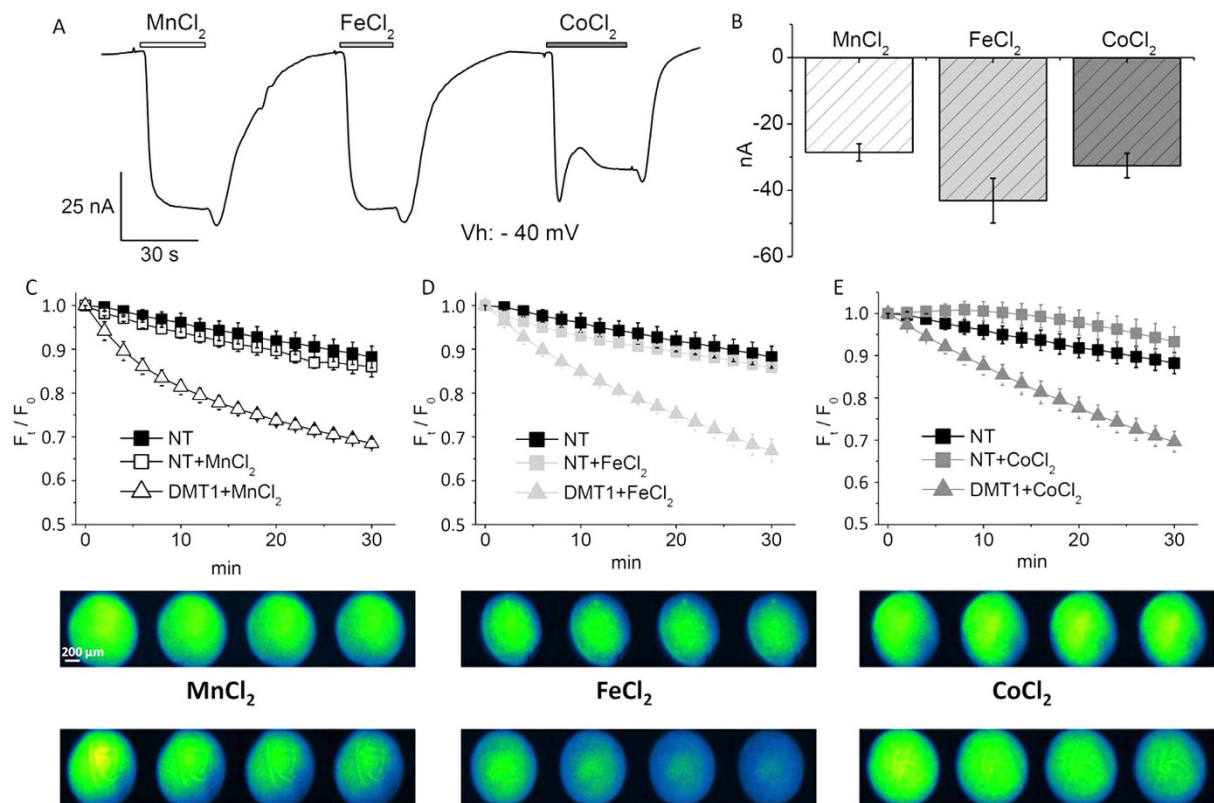 A
MnCl₂ FeCl₂ CoCl₂
25 nA
30 s
Vh: - 40 mV
B
MnCl₂ FeCl₂ CoCl₂
0
-20
-40
-60
nA
C
1.0
0.9
0.8
0.7
0.6
0.5
Fₜ / F₀
NT
NT+MnCl₂
DMT1+MnCl₂
0 10 20 30
min
D
1.0
0.9
0.8
0.7
0.6
0.5
NT
NT+FeCl₂
DMT1+FeCl₂
0 10 20 30
min
E
1.0
0.9
0.8
0.7
0.6
0.5
Fₜ / F₀
NT
NT+CoCl₂
DMT1+CoCl₂
0 10 20 30
min
200 µm
MnCl₂ FeCl₂ CoCl₂